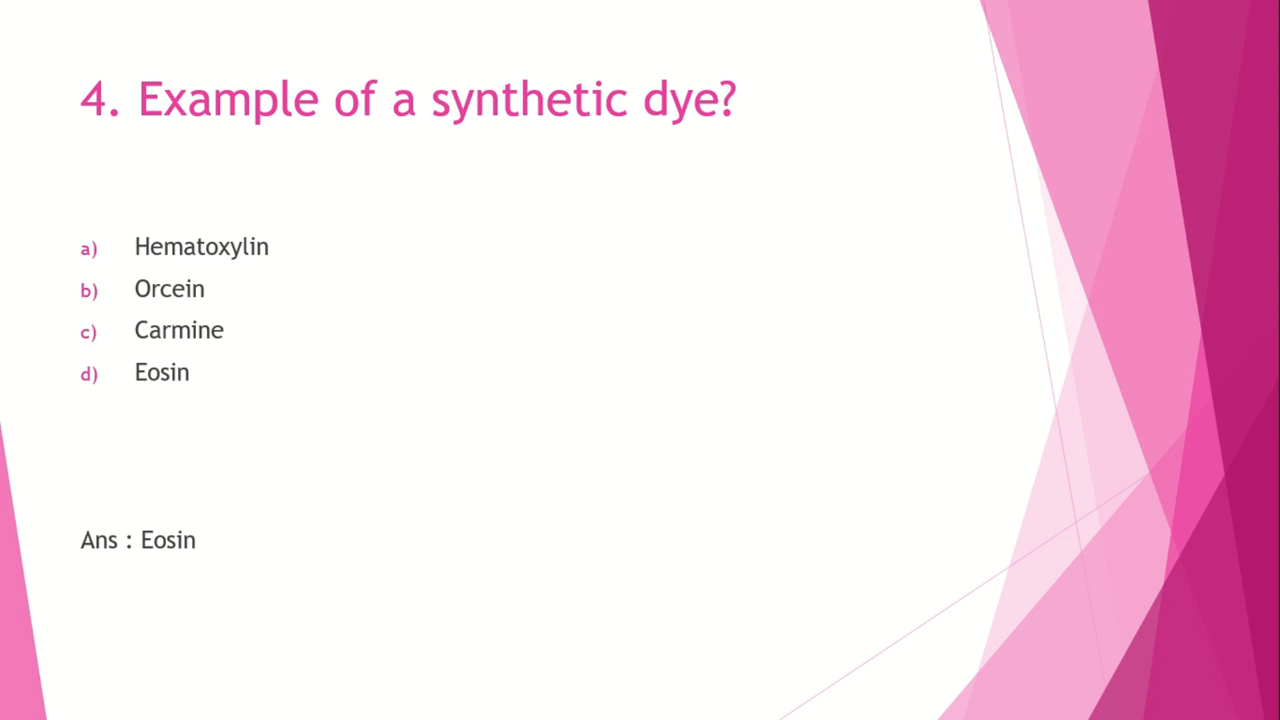 4. Example of a synthetic dye?
a) Hematoxylin
b) Orcein
c) Carmine
d) Eosin
Ans : Eosin